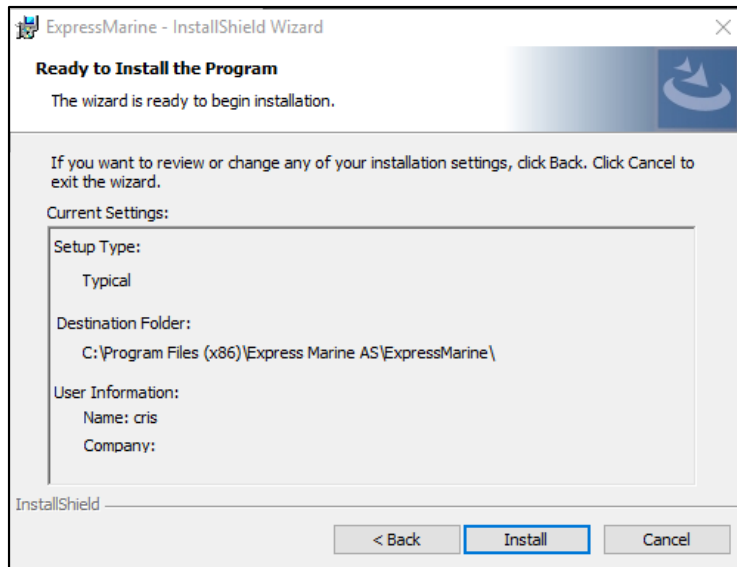 ExpressMarine - InstallShield Wizard
Ready to Install the Program
The wizard is ready to begin installation.
If you want to review or change any of your installation settings, click Back. Click Cancel to
exit the wizard.
Current Settings:
Setup Type:
Typical
Destination Folder:
C:\Program Files (x86)\Express Marine AS\ExpressMarine\
User Information:
Name: cris
Company:
InstallShield
< Back
Install
Cancel